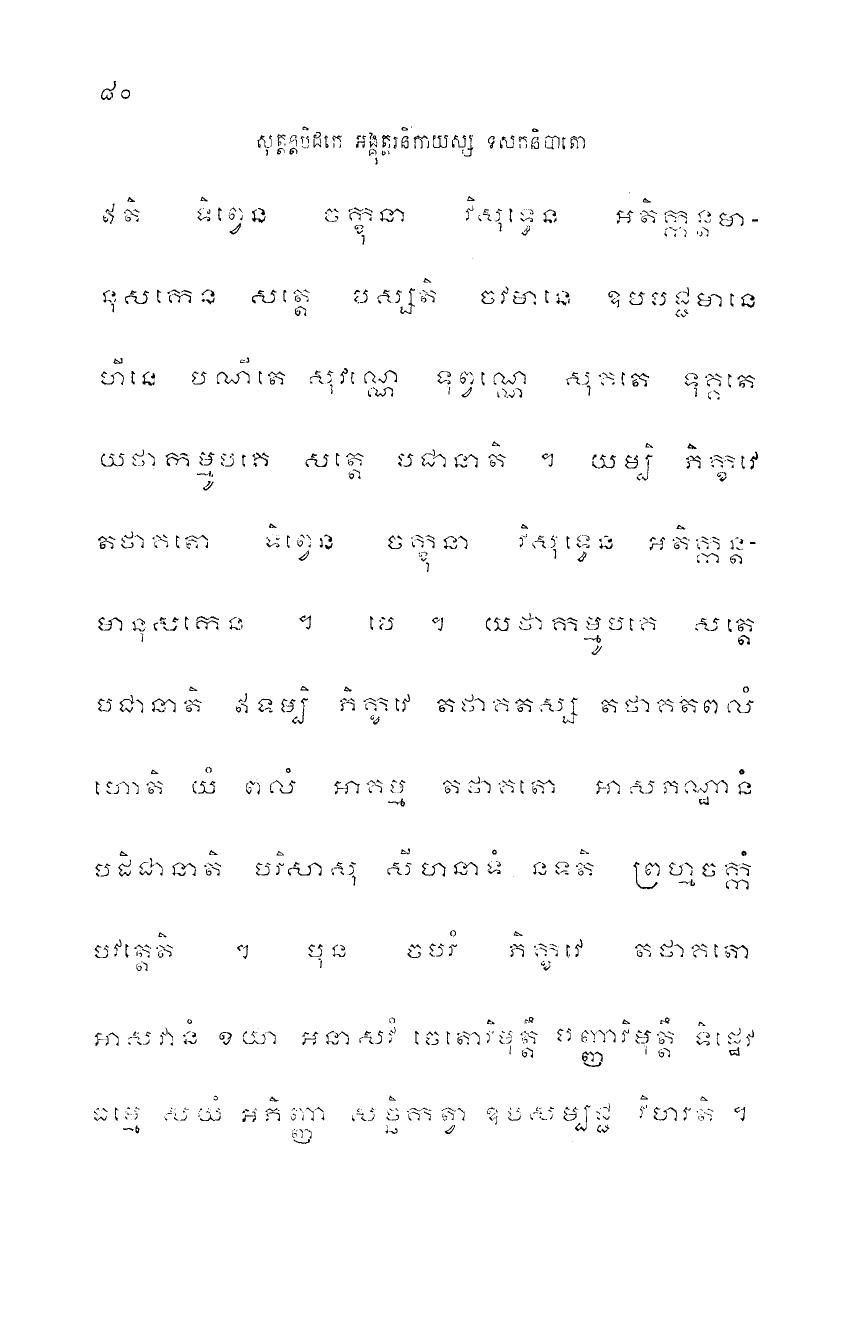 ៨០
សុត្តន្តបិដកេ អង្គុត្តរនិកាយស្ស ទសកនិបាតោ
ឥតិ ទិព្វេន ចក្ខុនា វិសុទ្ធេន អតិក្កន្តមា-
នុសកេន សត្តេ បស្សតិ ចវមានេ ឧបបជ្ជមានេ
ហីនេ បណីតេ សុវណ្ណេ ទុព្វណ្ណេ សុគតេ ទុគ្គតេ
យថាកម្មូបគេ សត្តេ បជានាតិ ។ យម្បិ ភិក្ខវេ
តថាគតោ ទិព្វេន ចក្ខុនា វិសុទ្ធេន អតិក្កន្ត-
មានុសកេន ។ បេ ។ យថាកម្មូបគេ សត្តេ
បជានាតិ ឥទម្បិ ភិក្ខវេ តថាគតស្ស តថាគតពលំ
ហោតិ យំ ពលំ អាគម្ម តថាគតោ អាសភណ្ឋានំ
បដិជានាតិ បរិសាសុ សីហនាទំ នទតិ ព្រហ្មចក្កំ
បវត្តេតិ ។ បុន ចបរំ ភិក្ខវេ តថាគតោ
អាសវានំ ខយា អនាសវំ ចេតោវិមុត្តឹ បញ្ញាវិមុត្តឹ ទិដ្ឋេវ
ធម្មេ សយំ អភិញ្ញា សច្ឆិកត្វា ឧបសម្បជ្ជ វិហរតិ ។